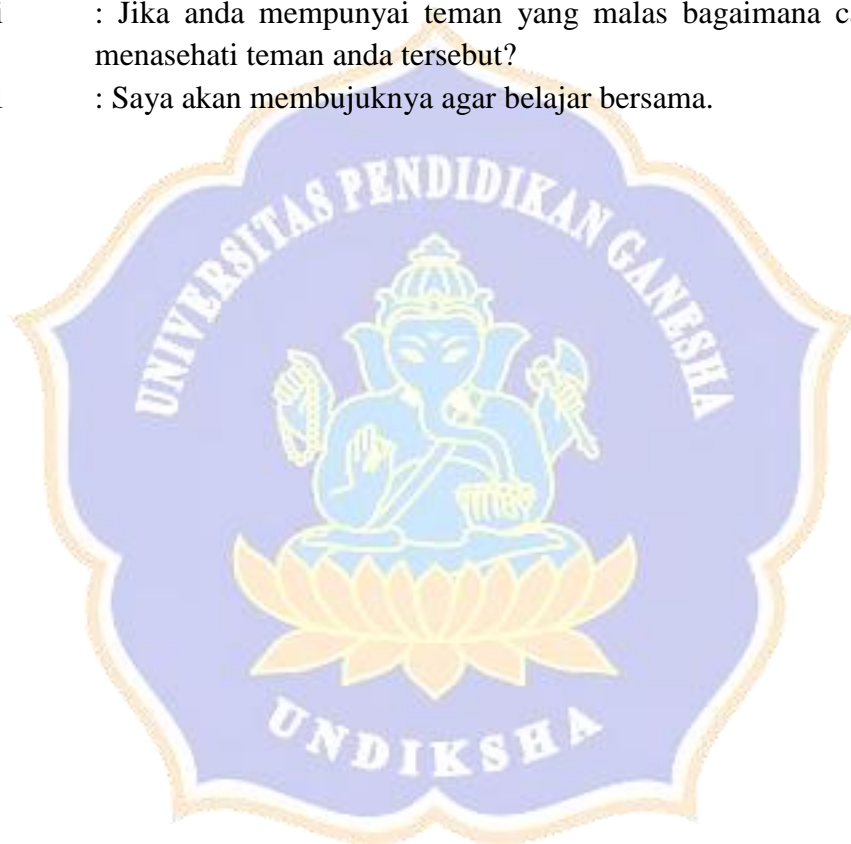 i : Jika anda mempunyai teman yang malas bagaimana ca
menasehati teman anda tersebut?
: Saya akan membujuknya agar belajar bersama.
UNIVERSITAS PENDIDIKAN GANESHA
UNDIKSHA